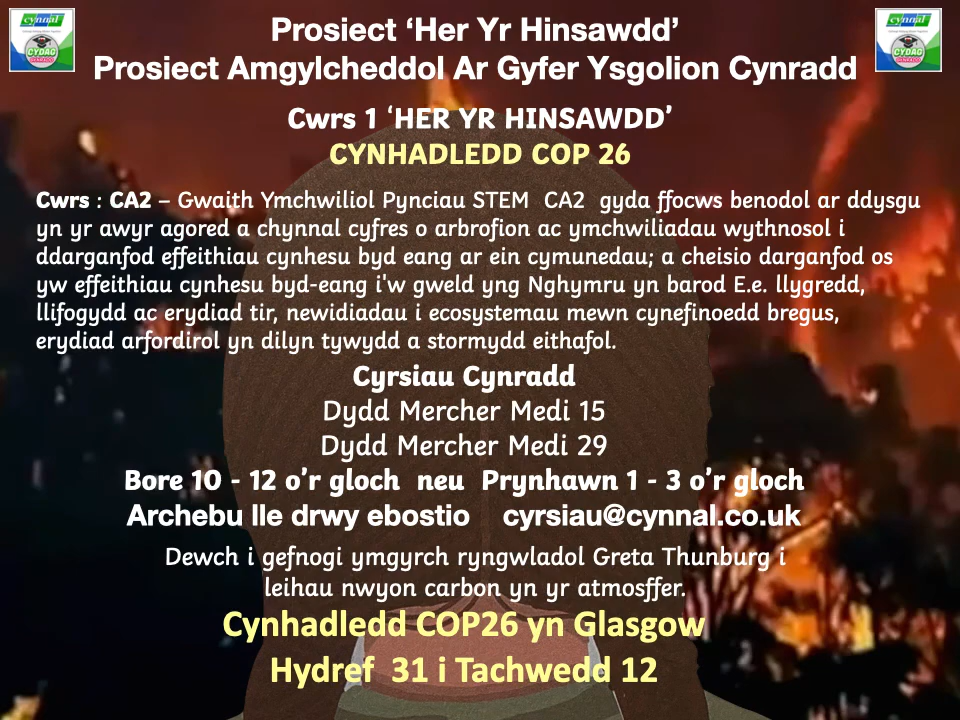 cynnal
CYDAG
cynnal
CYDAG
Prosiect ‘Her Yr Hinsawdd’
Prosiect Amgylcheddol Ar Gyfer Ysgolion Cynradd
Cwrs 1 ‘HER YR HINSAWDD’
CYNHADLEDD COP 26
Cwrs : CA2 – Gwaith Ymchwiliol Pynciau STEM CA2 gyda ffocws benodol ar ddysgu
yn yr awyr agored a chynnal cyfres o arbrofion ac ymchwiliadau wythnosol i
ddarganfod effeithiau cynhesu byd eang ar ein cymunedau; a cheisio darganfod os
yw effeithiau cynhesu byd-eang i'w gweld yng Nghymru yn barod E.e. llygredd,
llifogydd ac erydiad tir, newidiadau i ecosystemau mewn cynefinoedd bregus,
erydiad arfordirol yn dilyn tywydd a stormydd eithafol.
Cyrsiau Cynradd
Dydd Mercher Medi 15
Dydd Mercher Medi 29
Bore 10 - 12 o’r gloch neu Prynhawn 1 - 3 o’r gloch
Archebu lle drwy ebostio cyrsiau@cynnal.co.uk
Dewch i gefnogi ymgyrch ryngwladol Greta Thunburg i
leihau nwyon carbon yn yr atmosffer.
Cynhadledd COP26 yn Glasgow
Hydref 31 i Tachwedd 12